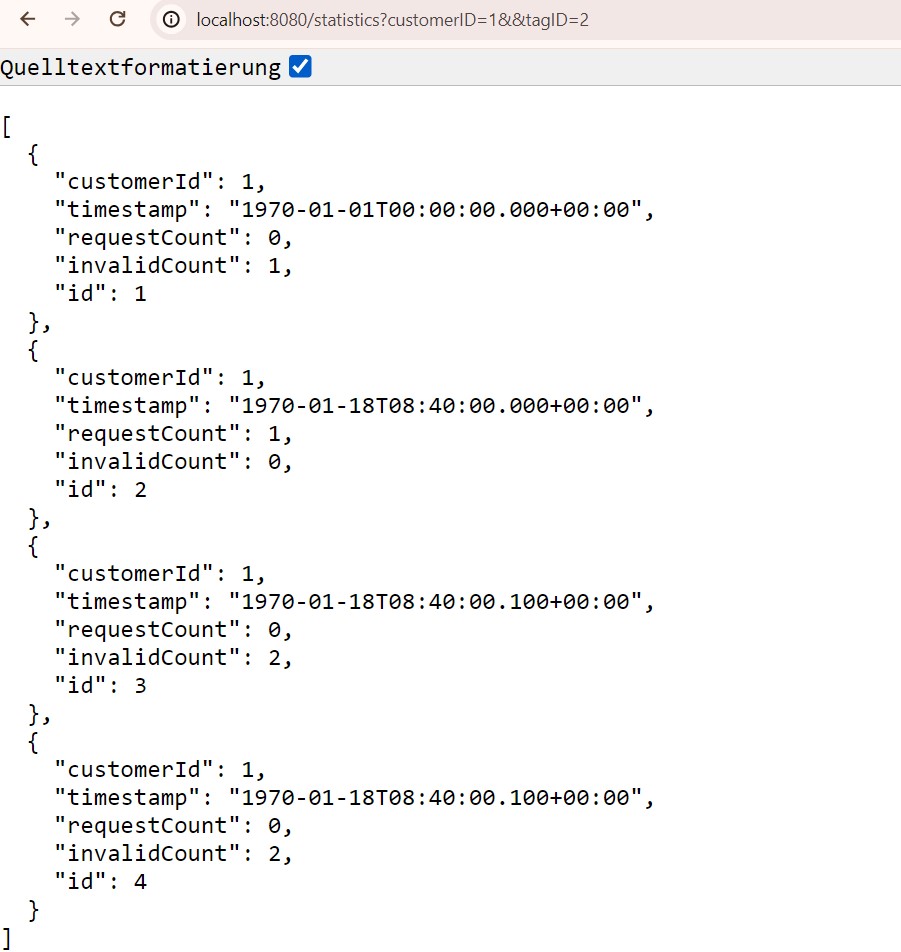 localhost:8080/statistics?customerID=1&&tagID=2
Quelltextformatierung
[
  {
    "customerId": 1,
    "timestamp": "1970-01-01T00:00:00.000+00:00",
    "requestCount": 0,
    "invalidCount": 1,
    "id": 1
  },
  {
    "customerId": 1,
    "timestamp": "1970-01-18T08:40:00.000+00:00",
    "requestCount": 1,
    "invalidCount": 0,
    "id": 2
  },
  {
    "customerId": 1,
    "timestamp": "1970-01-18T08:40:00.100+00:00",
    "requestCount": 0,
    "invalidCount": 2,
    "id": 3
  },
  {
    "customerId": 1,
    "timestamp": "1970-01-18T08:40:00.100+00:00",
    "requestCount": 0,
    "invalidCount": 2,
    "id": 4
  }
]